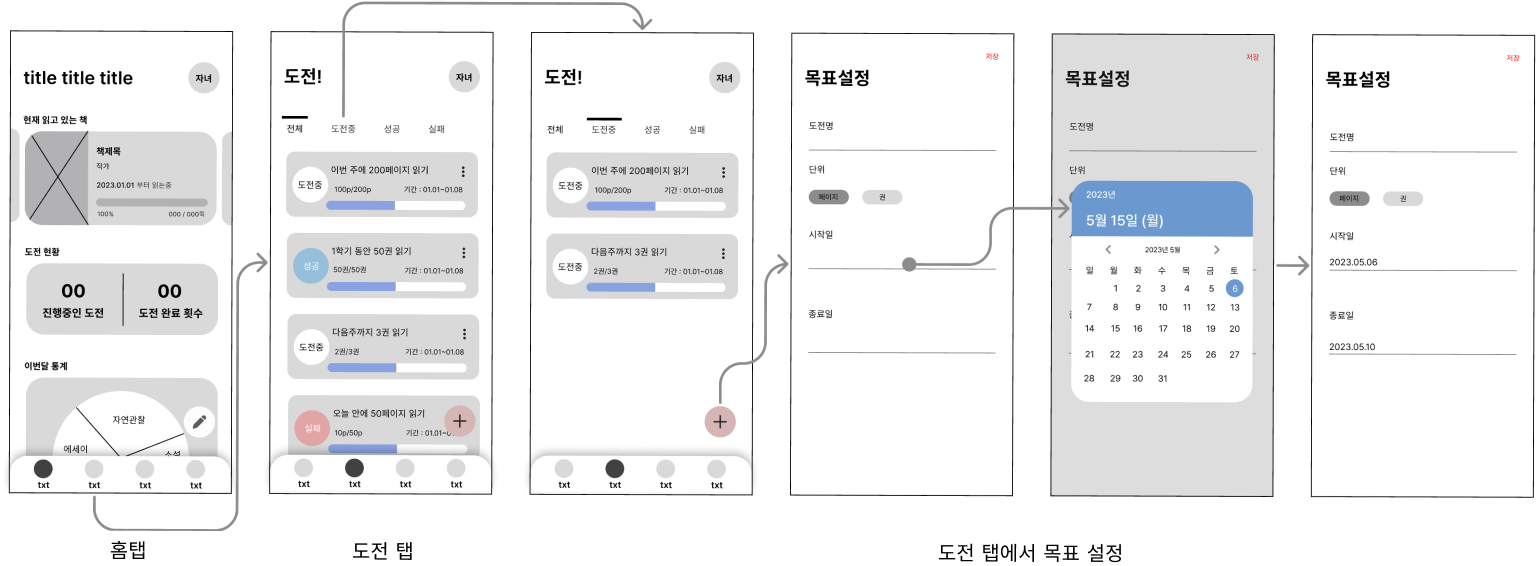 title title title
자녀
현재 읽고 있는 책
책제목
작가
2023.01.01 부터 읽는중
100%
000 / 000쪽
도전 현황
00
진행중인 도전
00
도전 완료 횟수
이번달 통계
자연관찰
에세이
소설
txt
txt
txt
txt
홈탭
도전!
자녀
전체
도전중
성공
실패
도전중
이번 주에 200페이지 읽기
100p/200p
기간 : 01.01~01.08
성공
1학기 동안 50권 읽기
50권/50권
기간 : 01.01~01.08
도전중
다음주까지 3권 읽기
2권/3권
기간 : 01.01~01.08
실패
오늘 안에 50페이지 읽기
10p/50p
기간 : 01.01~
txt
txt
txt
txt
도전 탭
도전!
자녀
전체
도전중
성공
실패
도전중
이번 주에 200페이지 읽기
100p/200p
기간 : 01.01~01.08
도전중
다음주까지 3권 읽기
2권/3권
기간 : 01.01~01.08
txt
txt
txt
txt
저장
목표설정
도전명
단위
페이지
권
시작일
종료일
저장
목표설정
도전명
단위
2023년
5월 15일 (월)
2023년 5월
일 월 화 수 목 금 토
1 2 3 4 5 6
7 8 9 10 11 12 13
14 15 16 17 18 19 20
21 22 23 24 25 26 27
28 29 30 31
저장
목표설정
도전명
단위
페이지
권
시작일
2023.05.06
종료일
2023.05.10
도전 탭에서 목표 설정